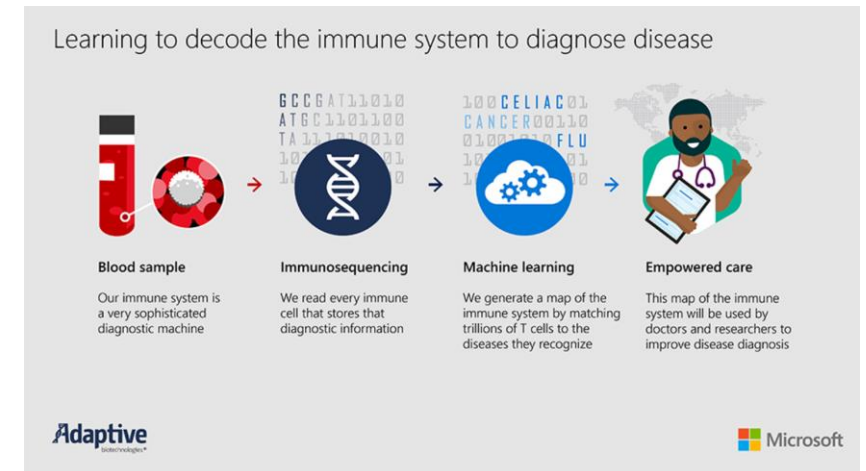 Learning to decode the immune system to diagnose disease
GCCGAT11010
ATGC1101100
TA
100CELIAC01
CANCER00110
FLU
Blood sample
Our immune system is
a very sophisticated
diagnostic machine
Immunosequencing
We read every immune
cell that stores that
diagnostic information
Machine learning
We generate a map of the
immune system by matching
trillions of T cells to the
diseases they recognize
Empowered care
This map of the immune
system will be used by
doctors and researchers to
improve disease diagnosis
Adaptive
biotechnologies
Microsoft